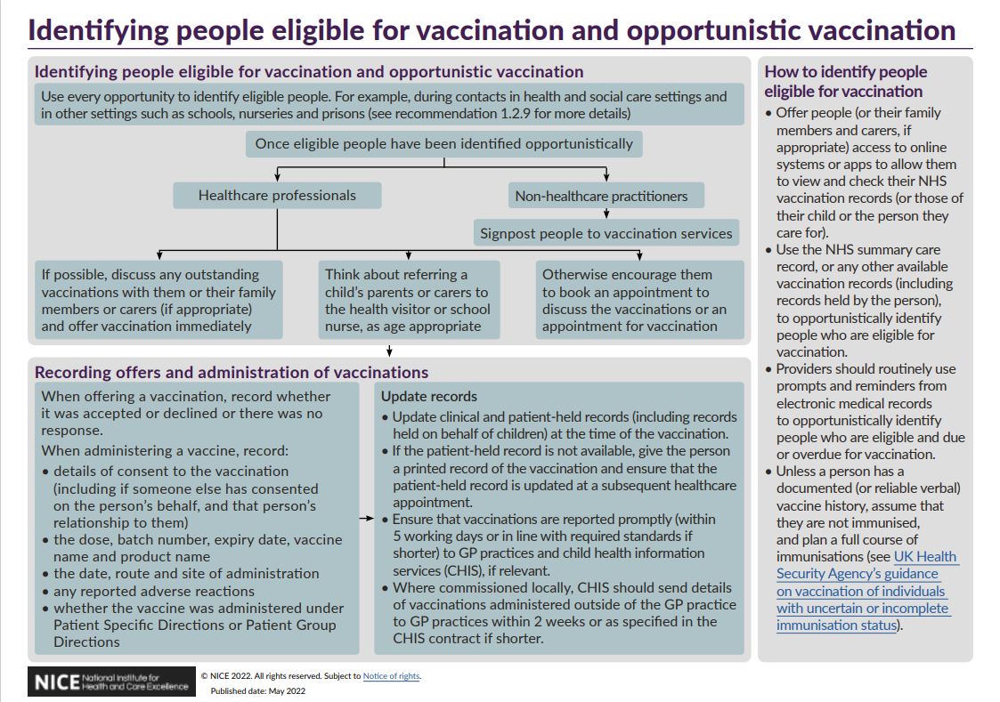 Identifying people eligible for vaccination and opportunistic vaccination
Identifying people eligible for vaccination and opportunistic vaccination
Use every opportunity to identify eligible people. For example, during contacts in health and social care settings and
in other settings such as schools, nurseries and prisons (see recommendation 1.2.9 for more details)
Once eligible people have been identified opportunistically
Healthcare professionals
Non-healthcare practitioners
Signpost people to vaccination services
If possible, discuss any outstanding
vaccinations with them or their family
members or carers (if appropriate)
and offer vaccination immediately
Think about referring a
child's parents or carers to
the health visitor or school
nurse, as age appropriate
Otherwise encourage them
to book an appointment to
discuss the vaccinations or an
appointment for vaccination
Recording offers and administration of vaccinations
When offering a vaccination, record whether
it was accepted or declined or there was no
response.
When administering a vaccine, record:
• details of consent to the vaccination
(including if someone else has consented
on the person's behalf, and that person's
relationship to them)
• the dose, batch number, expiry date, vaccine
name and product name
• the date, route and site of administration
• any reported adverse reactions
• whether the vaccine was administered under
Patient Specific Directions or Patient Group
Directions
Update records
• Update clinical and patient-held records (including records
held on behalf of children) at the time of the vaccination.
• If the patient-held record is not available, give the person
a printed record of the vaccination and ensure that the
patient-held record is updated at a subsequent healthcare
appointment.
• Ensure that vaccinations are reported promptly (within
5 working days or in line with required standards if
shorter) to GP practices and child health information
services (CHIS), if relevant.
• Where commissioned locally, CHIS should send details
of vaccinations administered outside of the GP practice
to GP practices within 2 weeks or as specified in the
CHIS contract if shorter.
How to identify people
eligible for vaccination
• Offer people (or their family
members and carers, if
appropriate) access to online
systems or apps to allow them
to view and check their NHS
vaccination records (or those of
their child or the person they
care for).
• Use the NHS summary care
record, or any other available
vaccination records (including
records held by the person),
to opportunistically identify
people who are eligible for
vaccination.
• Providers should routinely use
prompts and reminders from
electronic medical records
to opportunistically identify
people who are eligible and due
or overdue for vaccination.
• Unless a person has a
documented (or reliable verbal)
vaccine history, assume that
they are not immunised,
and plan a full course of
immunisations (see UK Health
Security Agency's guidance
on vaccination of individuals
with uncertain or incomplete
immunisation status).
NICE National Institute for
Health and Care Excellence
© NICE 2022. All rights reserved. Subject to Notice of rights.
Published date: May 2022